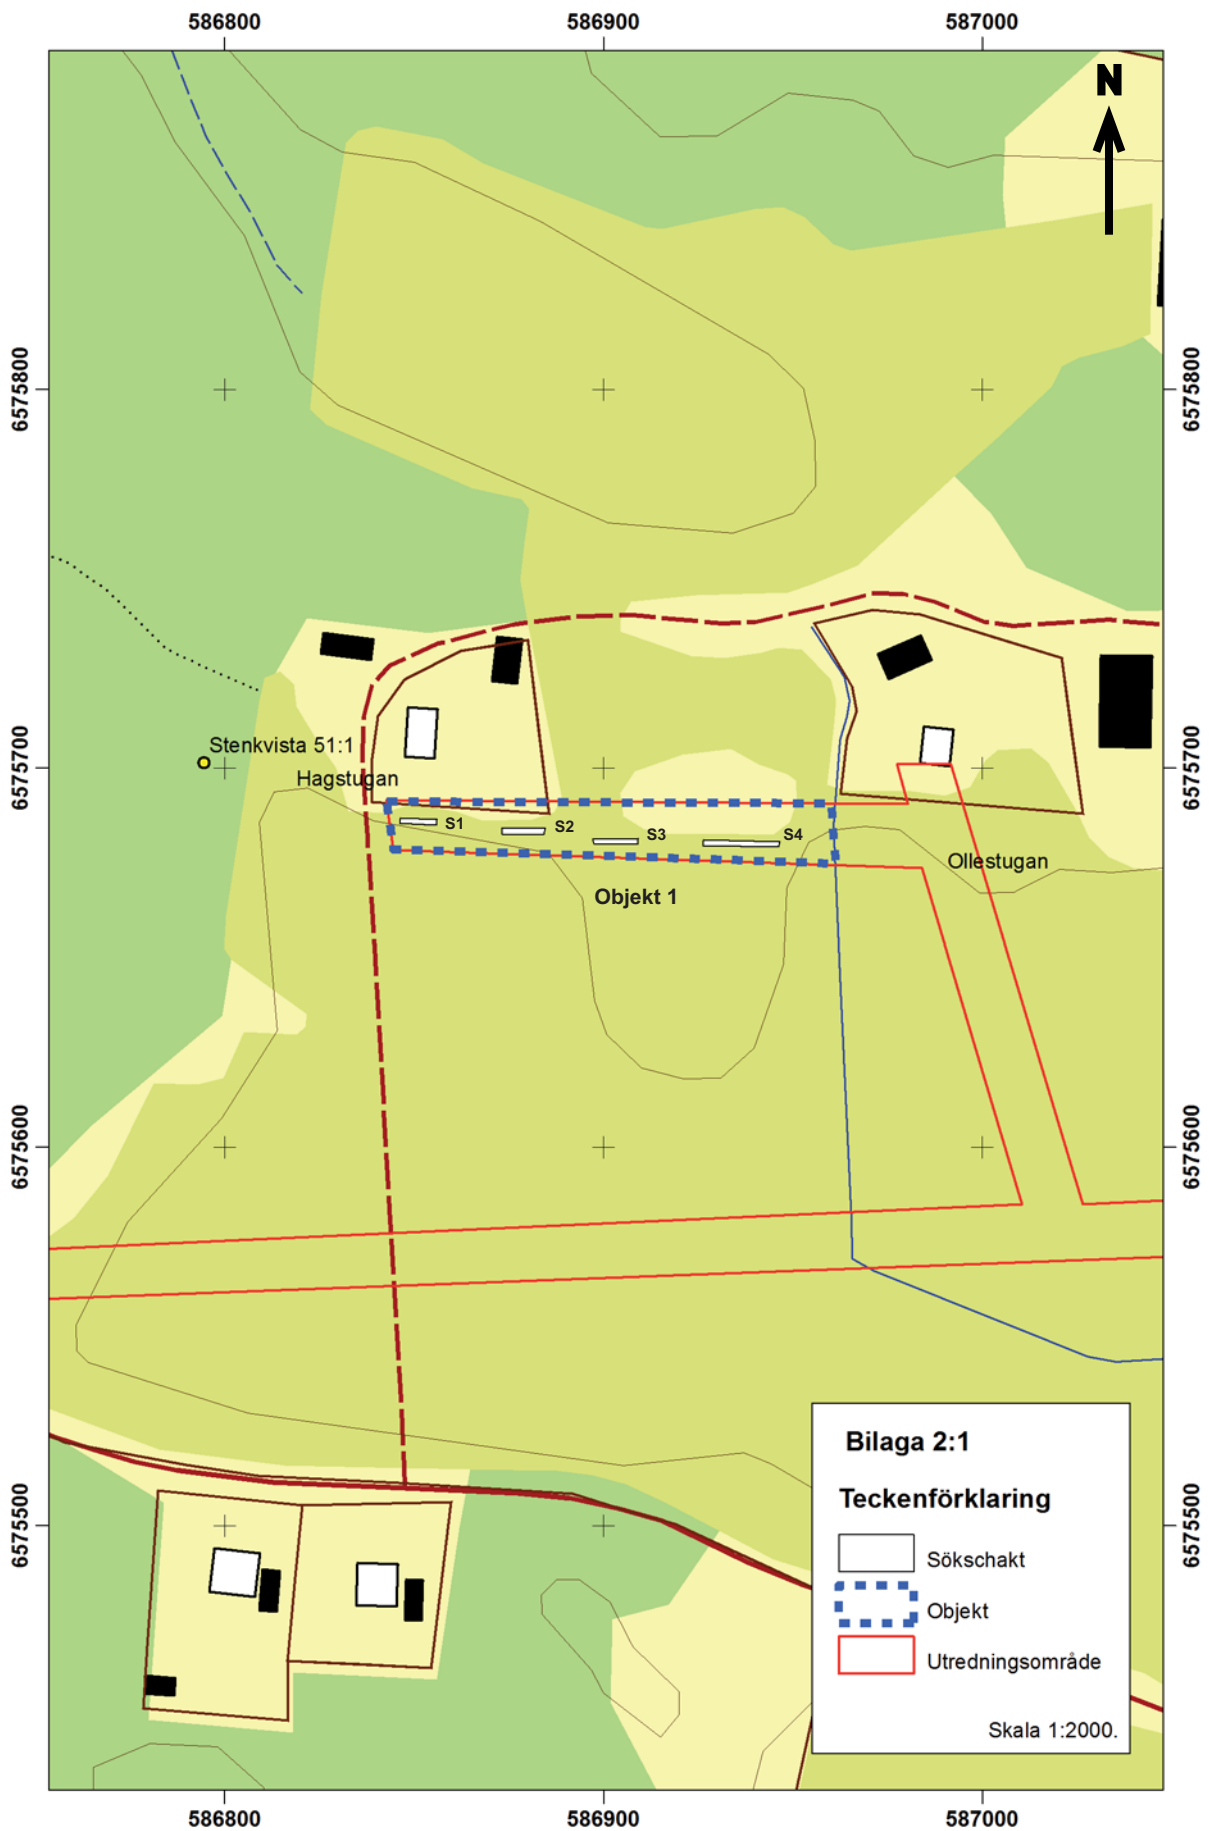 586800 586900 587000
N
6575800 6575800
Stenkvista 51:1
6575700 6575700
Hagstugan
S1 S2 S3 S4
Ollestugan
Objekt 1
6575600 6575600
Bilaga 2:1
Teckenförklaring
6575500 6575500
Sökschakt
Objekt
Utredningsområde
Skala 1:2000.
586800 586900 587000